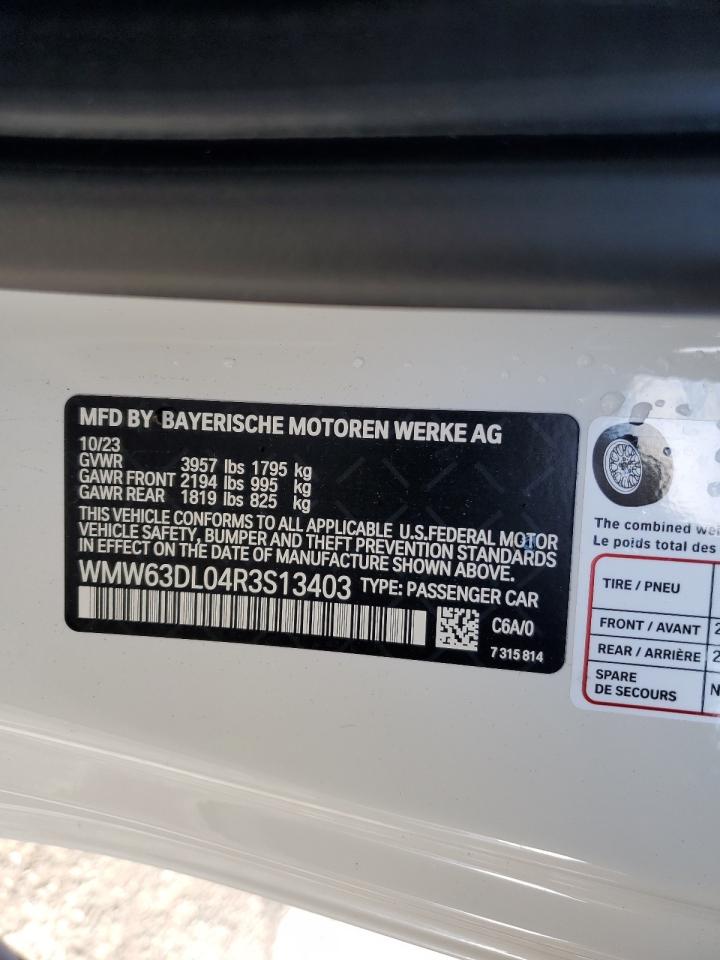 MFD BY BAYERISCHE MOTOREN WERKE AG
10/23
GVWR 3957 lbs 1795 kg
GAWR FRONT 2194 lbs 995 kg
GAWR REAR 1819 lbs 825 kg
THIS VEHICLE CONFORMS TO ALL APPLICABLE U.S.FEDERAL MOTOR
VEHICLE SAFETY, BUMPER AND THEFT PREVENTION STANDARDS
IN EFFECT ON THE DATE OF MANUFACTURE SHOWN ABOVE.
WMW63DL04R3S13403 TYPE: PASSENGER CAR
C6A/0
7 315 814
The combined
Le poids total des
TIRE / PNEU
FRONT / AVANT 2
REAR / ARRIÈRE 2
SPARE
DE SECOURS N